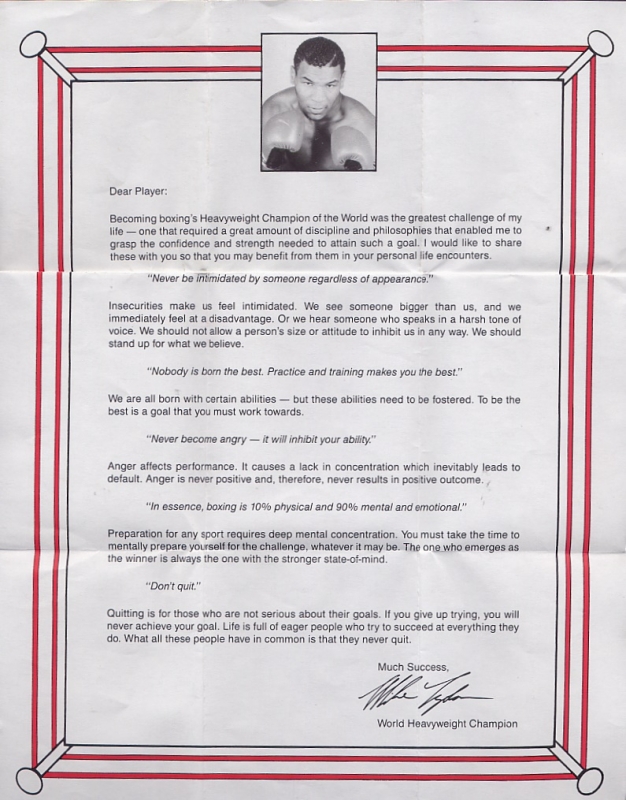 Dear Player:
Becoming boxing's Heavyweight Champion of the World was the greatest challenge of my
life — one that required a great amount of discipline and philosophies that enabled me to
grasp the confidence and strength needed to attain such a goal. I would like to share
these with you so that you may benefit from them in your personal life encounters.
"Never be intimidated by someone regardless of appearance."
Insecurities make us feel intimidated. We see someone bigger than us, and we
immediately feel at a disadvantage. Or we hear someone who speaks in a harsh tone of
voice. We should not allow a person's size or attitude to inhibit us in any way. We should
stand up for what we believe.
"Nobody is born the best. Practice and training makes you the best."
We are all born with certain abilities — but these abilities need to be fostered. To be the
best is a goal that you must work towards.
"Never become angry — it will inhibit your ability."
Anger affects performance. It causes a lack in concentration which inevitably leads to
default. Anger is never positive and, therefore, never results in positive outcome.
"In essence, boxing is 10% physical and 90% mental and emotional."
Preparation for any sport requires deep mental concentration. You must take the time to
mentally prepare yourself for the challenge, whatever it may be. The one who emerges as
the winner is always the one with the stronger state-of-mind.
"Don't quit."
Quitting is for those who are not serious about their goals. If you give up trying, you will
never achieve your goal. Life is full of eager people who try to succeed at everything they
do. What all these people have in common is that they never quit.
Much Success,
Mike Tyson
World Heavyweight Champion